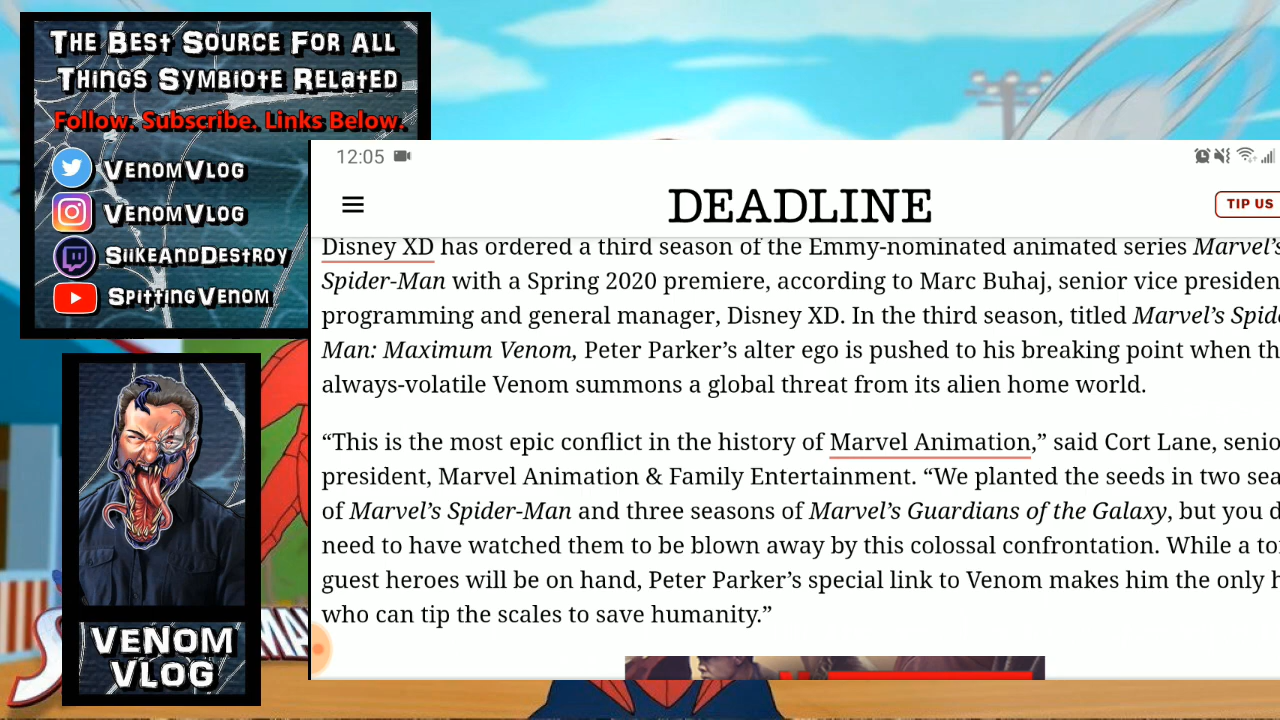 The Best Source For All
Things Symbiote Related
Follow. Subscribe. Links Below.
VenomVlog
VenomVlog
SiikeAndDestroy
SpittingVenom
VENOM
VLOG
12:05
DEADLINE
TIP US
Disney XD has ordered a third season of the Emmy-nominated animated series Marvel's
Spider-Man with a Spring 2020 premiere, according to Marc Buhaj, senior vice presiden
programming and general manager, Disney XD. In the third season, titled Marvel's Spid
Man: Maximum Venom, Peter Parker's alter ego is pushed to his breaking point when th
always-volatile Venom summons a global threat from its alien home world.
“This is the most epic conflict in the history of Marvel Animation,” said Cort Lane, senio
president, Marvel Animation & Family Entertainment. “We planted the seeds in two sea
of Marvel's Spider-Man and three seasons of Marvel's Guardians of the Galaxy, but you d
need to have watched them to be blown away by this colossal confrontation. While a to
guest heroes will be on hand, Peter Parker's special link to Venom makes him the only h
who can tip the scales to save humanity.”